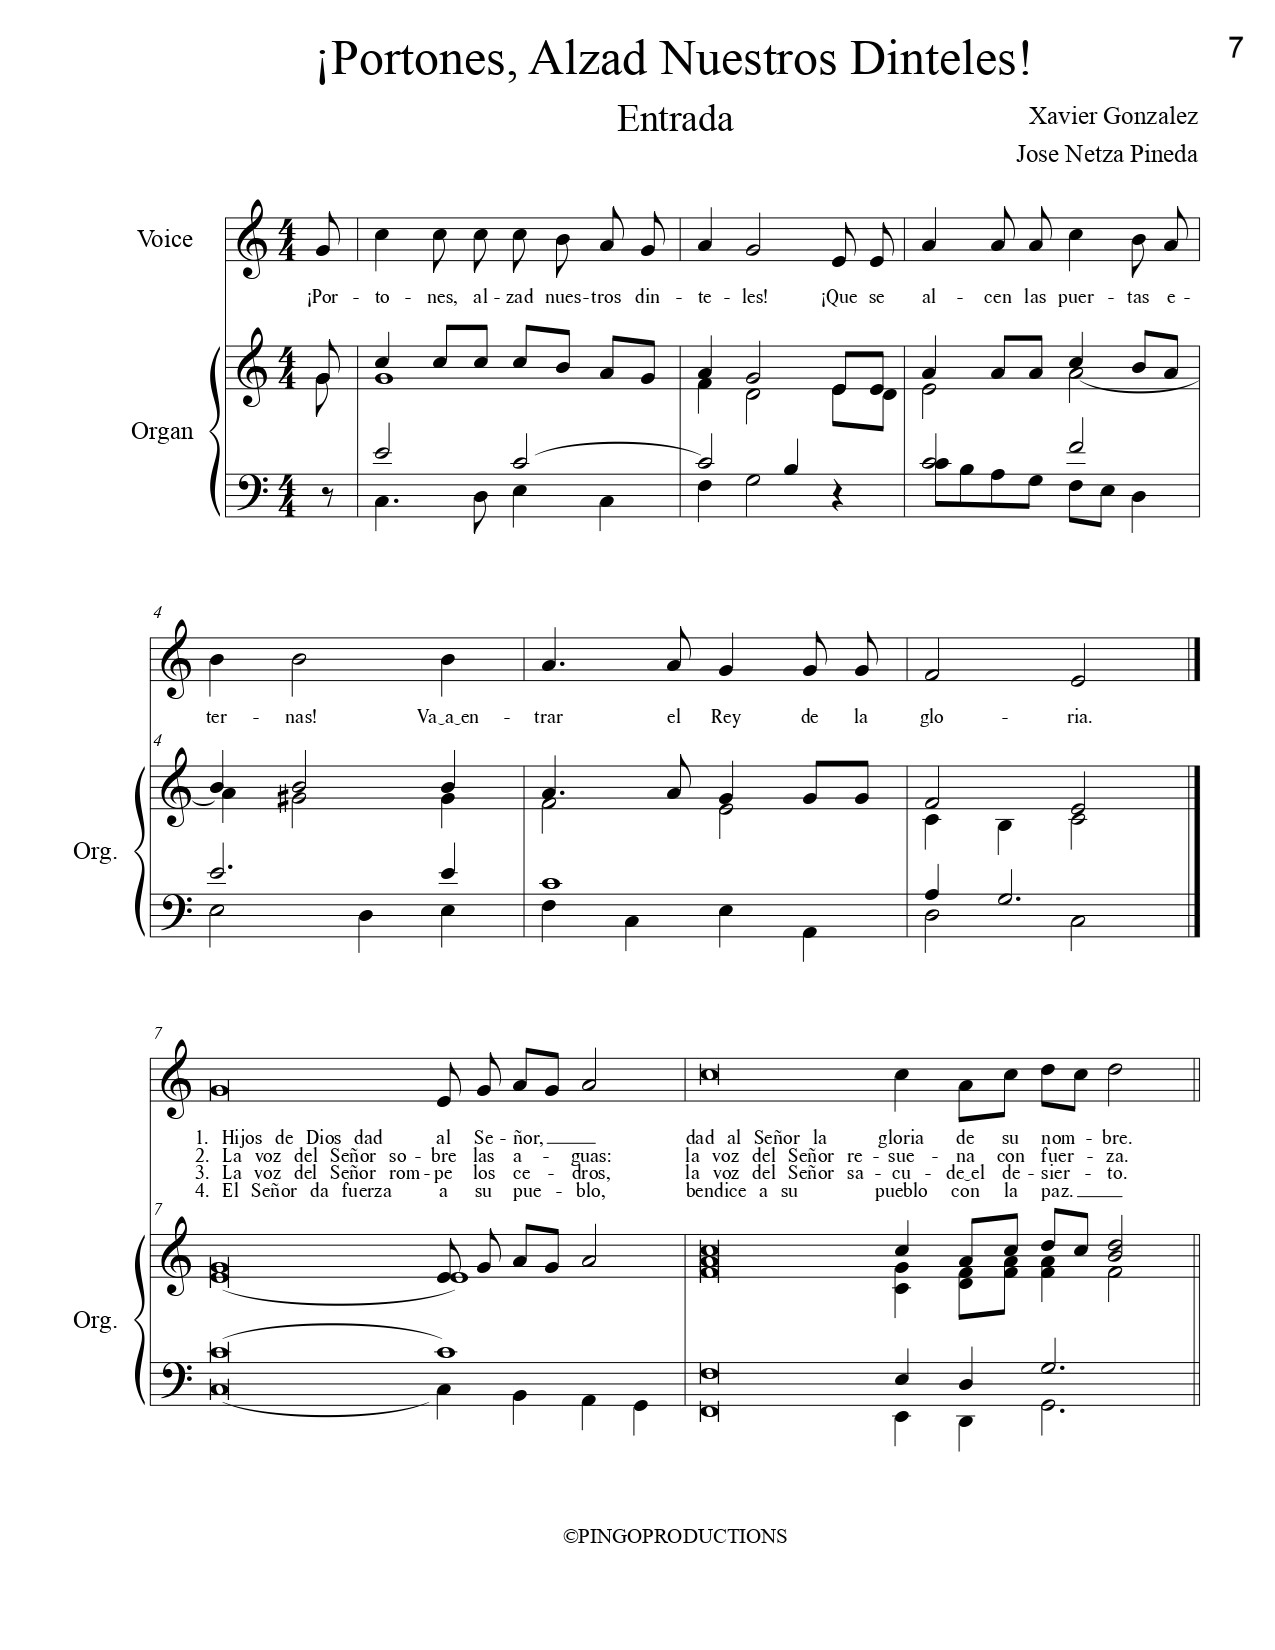 7
¡Portones, Alzad Nuestros Dinteles!
Entrada
Xavier Gonzalez
Jose Netza Pineda
Voice
¡Por - to - nes, al - zad nues - tros din - te - les! ¡Que se al - cen las puer - tas e -
Organ
4
ter - nas! Va‿a‿en - trar el Rey de la glo - ria.
4
Org.
7
1. Hijos de Dios dad al Se - ñor, dad al Señor la gloria de su nom - bre.
2. La voz del Señor so - bre las a - guas: la voz del Señor re - sue - na con fuer - za.
3. La voz del Señor rom - pe los ce - dros, la voz del Señor sa - cu - de‿el de - sier - to.
4. El Señor da fuerza a su pue - blo, bendice a su pueblo con la paz.
7
Org.
©PINGOPRODUCTIONS